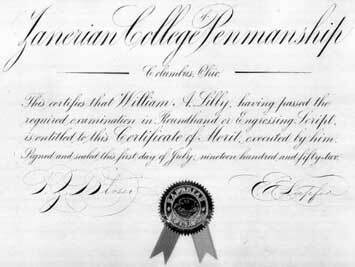 Zanerian College of Penmanship
Columbus, Ohio.
This certifies that William A. Lilly, having passed the
required examination in Roundhand or Engrossing Script,
is entitled to this Certificate of Merit, executed by him.
Signed and sealed this first day of July, nineteen hundred and fifty-two.